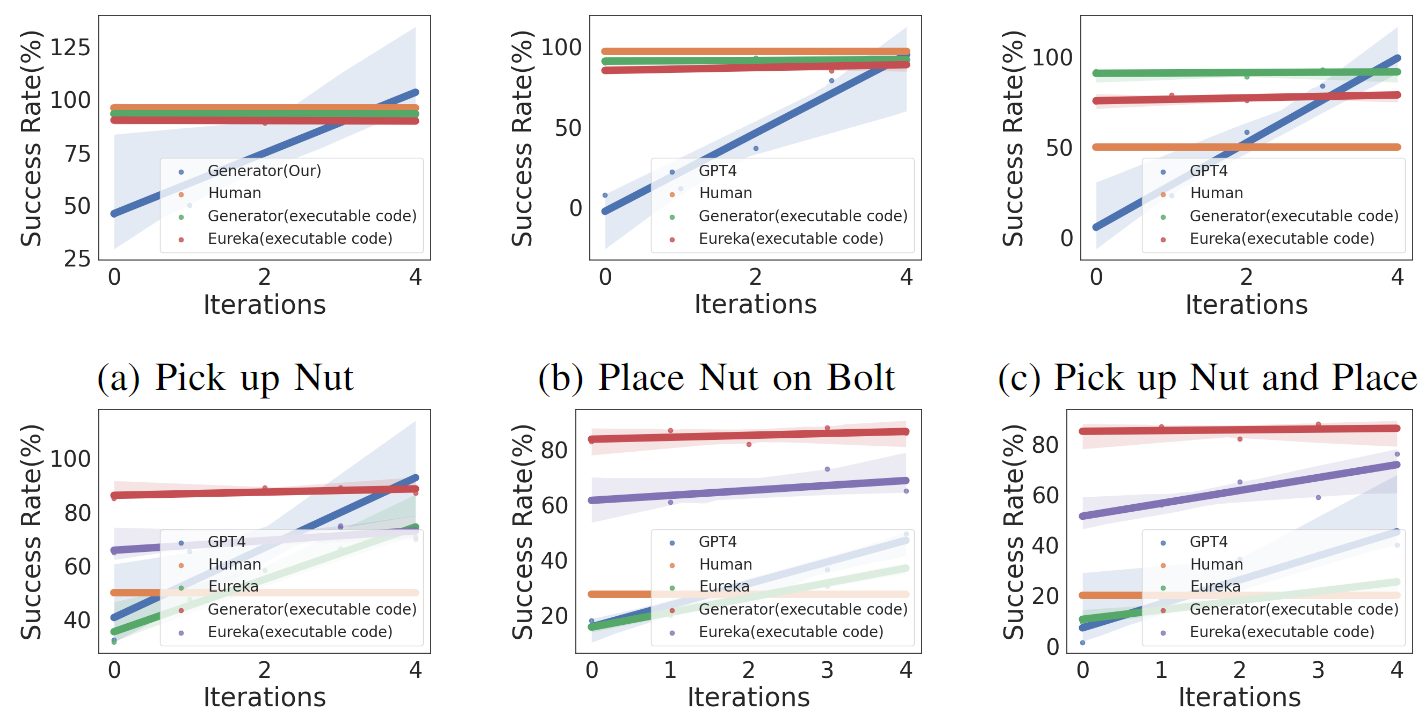 Success Rate(%)
125
100
75
50
25
Generator(Our)
Human
Generator(executable code)
Eureka(executable code)
0 2 4
Iterations
Success Rate(%)
100
50
0
GPT4
Human
Generator(executable code)
Eureka(executable code)
0 2 4
Iterations
Success Rate(%)
100
50
0
GPT4
Human
Generator(executable code)
Eureka(executable code)
0 2 4
Iterations
(a) Pick up Nut
(b) Place Nut on Bolt
(c) Pick up Nut and Place
Success Rate(%)
100
80
60
40
GPT4
Human
Eureka
Generator(executable code)
Eureka(executable code)
0 2 4
Iterations
Success Rate(%)
80
60
40
20
GPT4
Human
Eureka
Generator(executable code)
Eureka(executable code)
0 1 2 3 4
Iterations
Success Rate(%)
80
60
40
20
0
GPT4
Human
Eureka
Generator(executable code)
Eureka(executable code)
0 1 2 3 4
Iterations